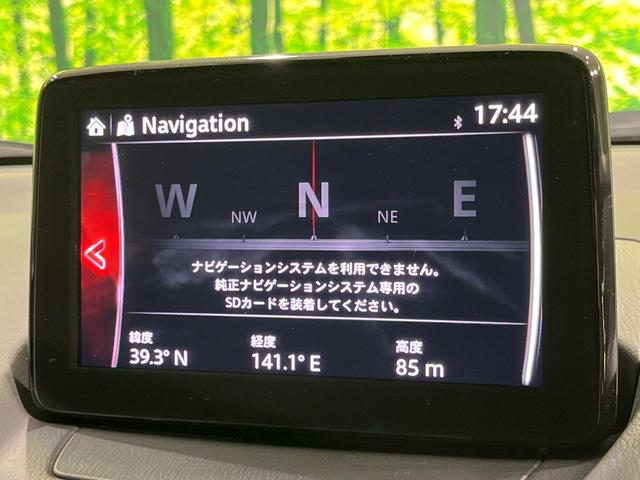 Navigation 17:44
W NW N NE E
ナビゲーションシステムを利用できません。
純正ナビゲーションシステム専用の
SDカードを装着してください。
緯度 経度 高度
39.3° N 141.1° E 85 m